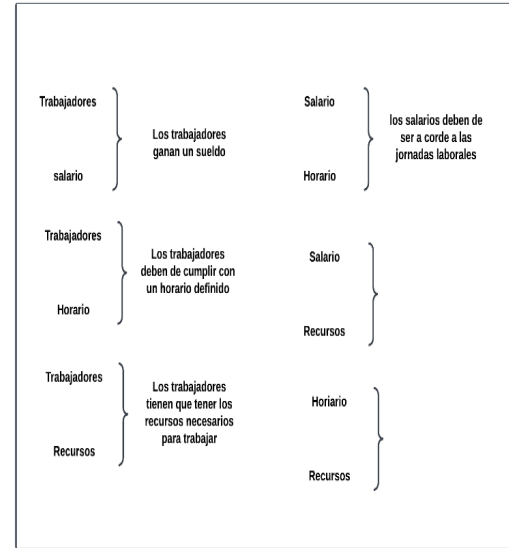 Trabajadores
Los trabajadores
ganan un sueldo
salario
Trabajadores
Los trabajadores
deben de cumplir con
un horario definido
Horario
Trabajadores
Los trabajadores
tienen que tener los
recursos necesarios
para trabajar
Recursos
Salario
los salarios deben de
ser a corde a las
jornadas laborales
Horario
Salario
Recursos
Horiario
Recursos